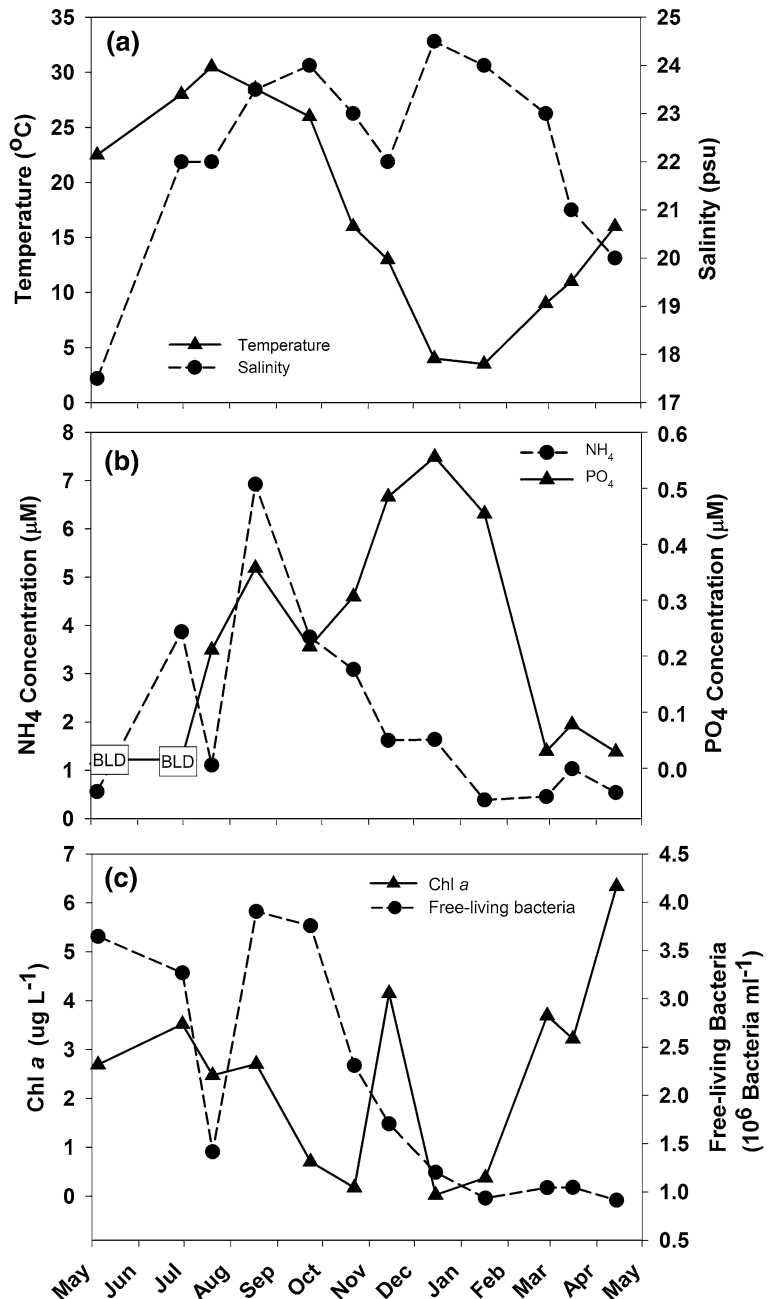 (a)
Temperature (°C)
35
30
25
20
15
10
5
0
Temperature
Salinity
25
24
23
22
21
20
19
18
17
Salinity (psu)
(b)
NH4 Concentration (μM)
8
7
6
5
4
3
2
1
0
BLD
BLD
NH4
PO4
0.6
0.5
0.4
0.3
0.2
0.1
0.0
PO4 Concentration (μM)
(c)
Chl a (ug L-1)
7
6
5
4
3
2
1
0
Chl a
Free-living bacteria
4.5
4.0
3.5
3.0
2.5
2.0
1.5
1.0
0.5
Free-living Bacteria
(10^6 Bacteria ml-1)
May Jun Jul Aug Sep Oct Nov Dec Jan Feb Mar Apr May